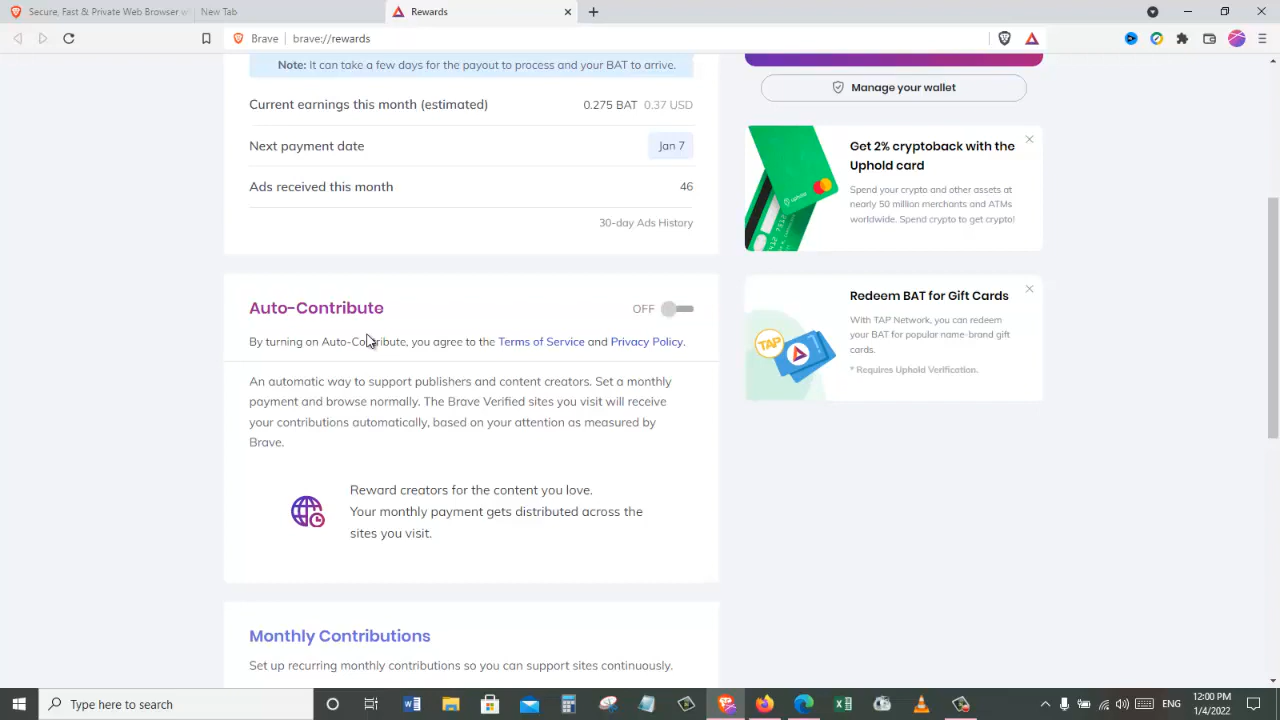 Secure, Fast & Private Web Browser w
New Tab
Rewards
Brave
brave://rewards
Note: It can take a few days for the payout to process and your BAT to arrive.
Current earnings this month (estimated)
0.275 BAT 0.37 USD
Next payment date
Jan 7
Ads received this month
46
30-day Ads History
Auto-Contribute
OFF
By turning on Auto-Contribute, you agree to the Terms of Service and Privacy Policy.
An automatic way to support publishers and content creators. Set a monthly
payment and browse normally. The Brave Verified sites you visit will receive
your contributions automatically, based on your attention as measured by
Brave.
Reward creators for the content you love.
Your monthly payment gets distributed across the
sites you visit.
Monthly Contributions
Set up recurring monthly contributions so you can support sites continuously.
Manage your wallet
Get 2% cryptoback with the
Uphold card
Spend your crypto and other assets at
nearly 50 million merchants and ATMs
worldwide. Spend crypto to get crypto!
uphold
Redeem BAT for Gift Cards
With TAP Network, you can redeem
your BAT for popular name-brand gift
cards.
* Requires Uphold Verification.
TAP
Type here to search
ENG
12:00 PM
1/4/2022